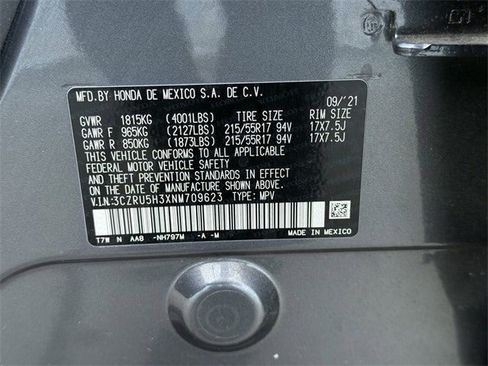 MFD.BY HONDA DE MEXICO S.A. DE C.V. 09/'21
GVWR 1815KG (4001LBS) TIRE SIZE RIM SIZE
GAWR F 965KG (2127LBS) 215/55R17 94V 17X7.5J
GAWR R 850KG (1873LBS) 215/55R17 94V 17X7.5J
THIS VEHICLE CONFORMS TO ALL APPLICABLE
FEDERAL MOTOR VEHICLE SAFETY
STANDARDS IN EFFECT ON THE DATE OF
MANUFACTURE SHOWN ABOVE.
V.I.N:3CZRU5H3XNM709623 TYPE: MPV
T7W N AA8 -NH797M -A -M
MADE IN MEXICO